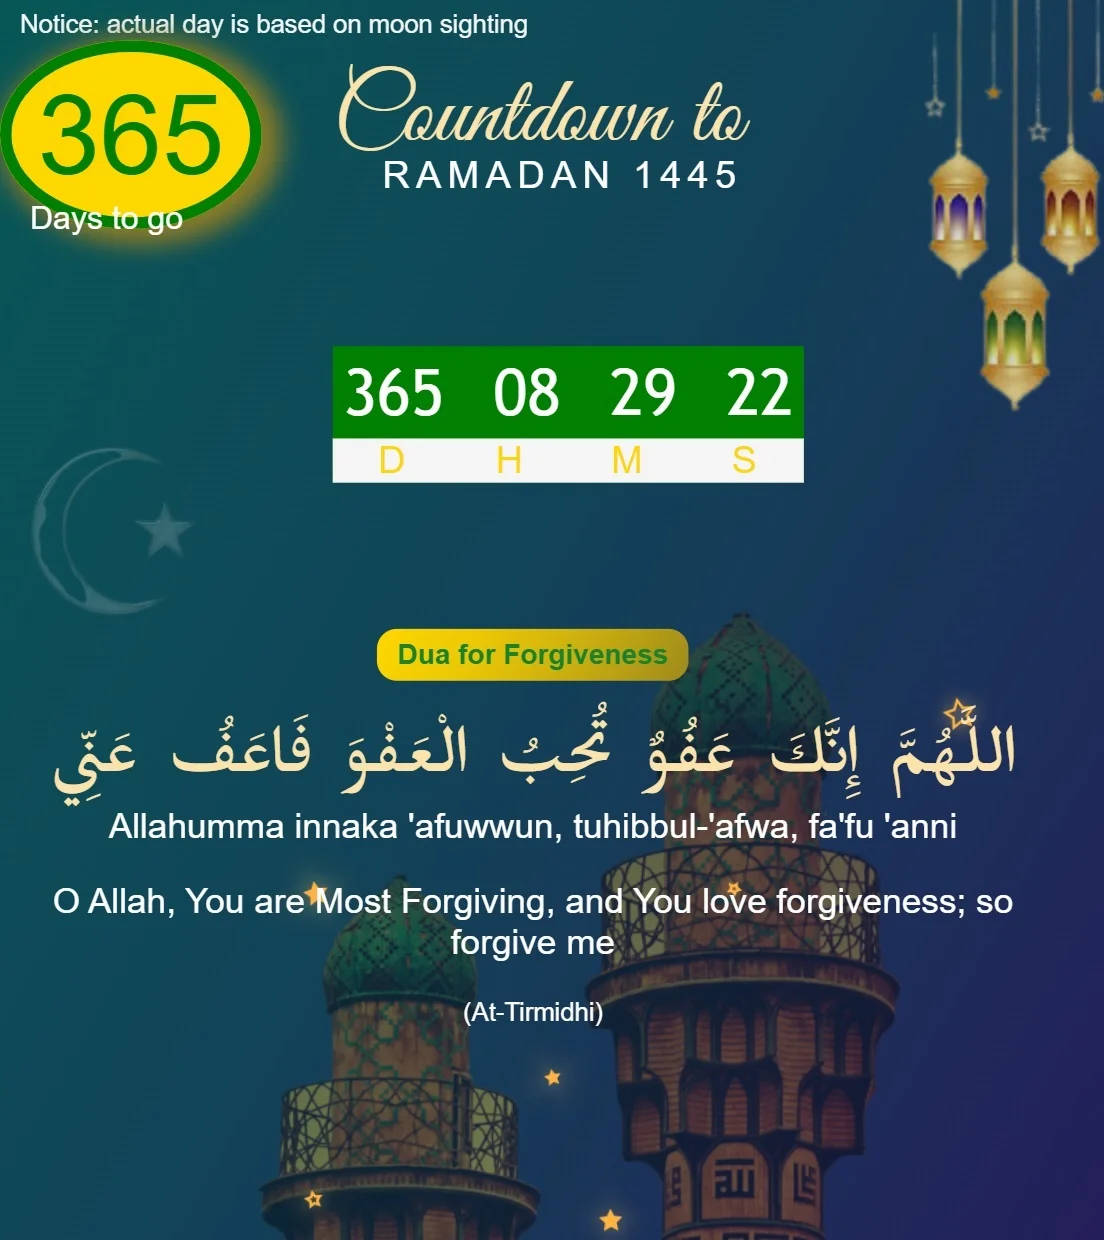 Notice: actual day is based on moon sighting
365
Days to go
Countdown to
RAMADAN 1445
365 08 29 22
D H M S
Dua for Forgiveness
اللَّهُمَّ إِنَّكَ عَفُوٌ تُحِبُ الْعَفْوَ فَاعَفُ عَنِّي
Allahumma innaka 'afuwwun, tuhibbul-'afwa, fa'fu 'anni
O Allah, You are Most Forgiving, and You love forgiveness; so
forgive me
(At-Tirmidhi)
الله